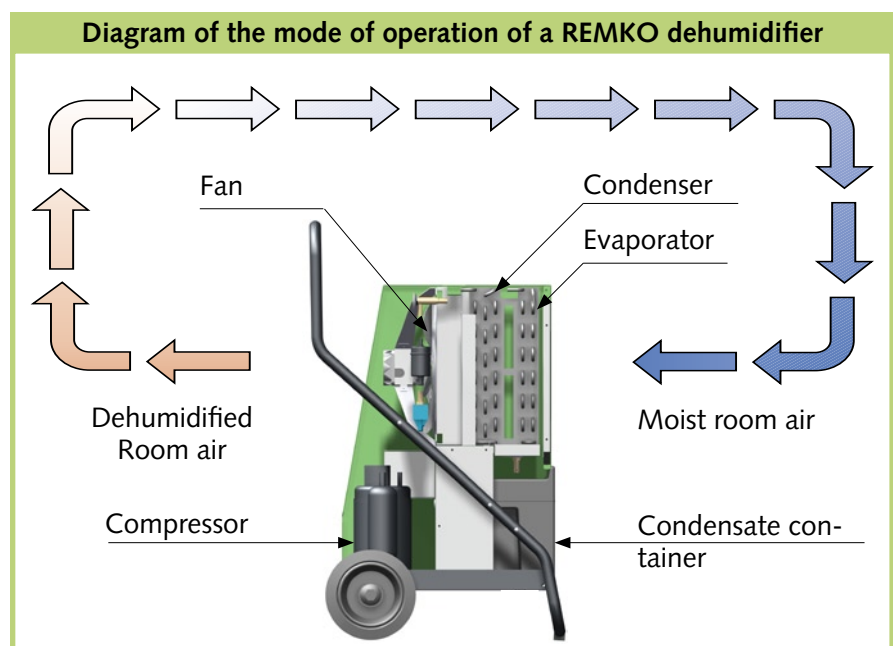 Diagram of the mode of operation of a REMKO dehumidifier
Fan
Condenser
Evaporator
Dehumidified
Room air
Moist room air
Compressor
Condensate con-
tainer